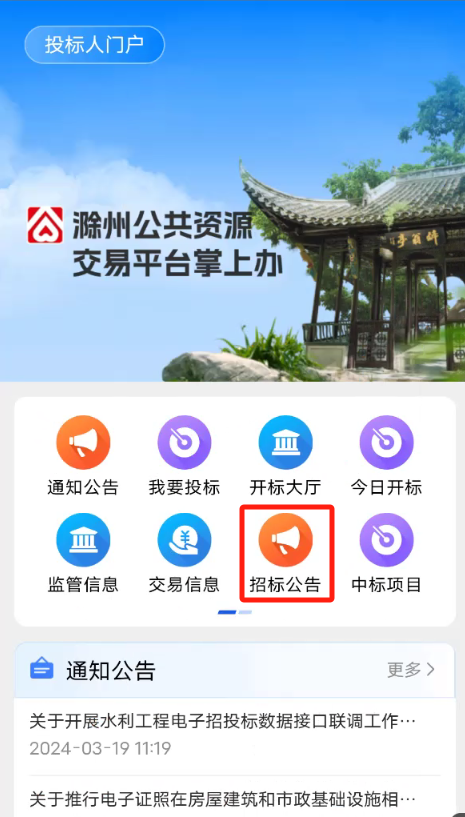 投标人门户
滁州公共资源
交易平台掌上办
醉翁亭
通知公告
我要投标
开标大厅
今日开标
监管信息
交易信息
招标公告
中标项目
通知公告
更多
关于开展水利工程电子招投标数据接口联调工作…
2024-03-19 11:19
关于推行电子证照在房屋建筑和市政基础设施相…